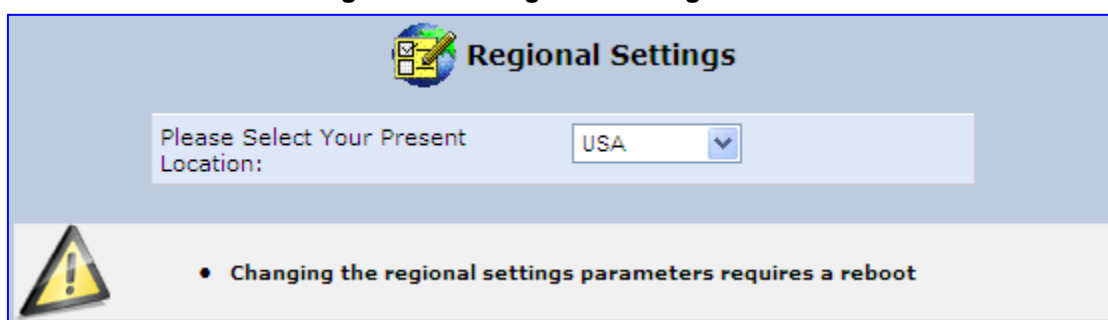 Regional Settings
Please Select Your Present
Location:
USA
• Changing the regional settings parameters requires a reboot